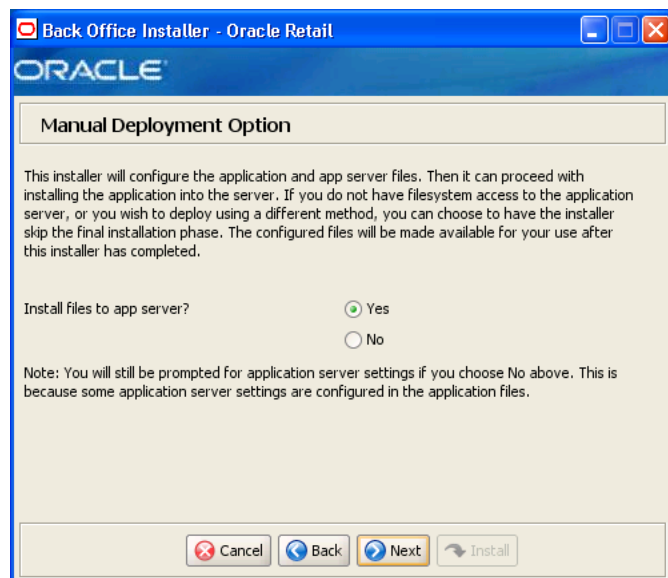 Back Office Installer - Oracle Retail
ORACLE
Manual Deployment Option
This installer will configure the application and app server files. Then it can proceed with
installing the application into the server. If you do not have filesystem access to the application
server, or you wish to deploy using a different method, you can choose to have the installer
skip the final installation phase. The configured files will be made available for your use after
this installer has completed.
Install files to app server?
Yes
No
Note: You will still be prompted for application server settings if you choose No above. This is
because some application server settings are configured in the application files.
Cancel
Back
Next
Install